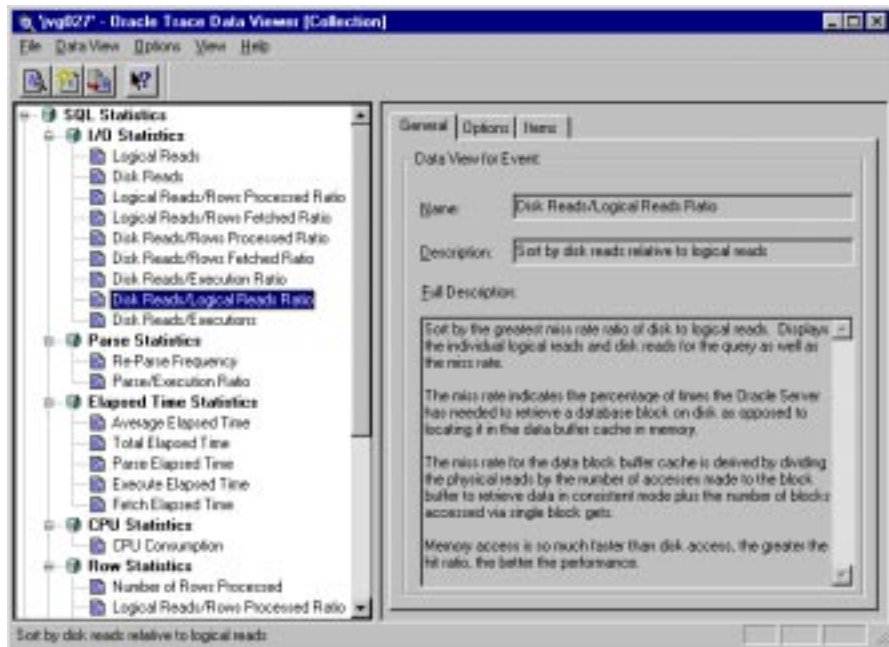 'jvg027' - Oracle Trace Data Viewer [Collection]
File Data View Options View Help
SQL Statistics
I/O Statistics
Logical Reads
Disk Reads
Logical Reads/Rows Processed Ratio
Logical Reads/Rows Fetched Ratio
Disk Reads/Rows Processed Ratio
Disk Reads/Rows Fetched Ratio
Disk Reads/Execution Ratio
Disk Reads/Logical Reads Ratio
Disk Reads/Executions
Parse Statistics
Re-Parse Frequency
Parse/Execution Ratio
Elapsed Time Statistics
Average Elapsed Time
Total Elapsed Time
Parse Elapsed Time
Execute Elapsed Time
Fetch Elapsed Time
CPU Statistics
CPU Consumption
Row Statistics
Number of Rows Processed
Logical Reads/Rows Processed Ratio
General Options Items
Data View for Event
Name: Disk Reads/Logical Reads Ratio
Description: Sort by disk reads relative to logical reads
Full Description:
Sort by the greatest miss rate ratio of disk to logical reads. Displays
the individual logical reads and disk reads for the query as well as
the miss rate.
The miss rate indicates the percentage of times the Oracle Server
has needed to retrieve a database block on disk as opposed to
locating it in the data buffer cache in memory.
The miss rate for the data block buffer cache is derived by dividing
the physical reads by the number of accesses made to the block
buffer to retrieve data in consistent mode plus the number of blocks
accessed via single block gets.
Memory access is so much faster than disk access, the greater the
hit ratio, the better the performance.
Sort by disk reads relative to logical reads